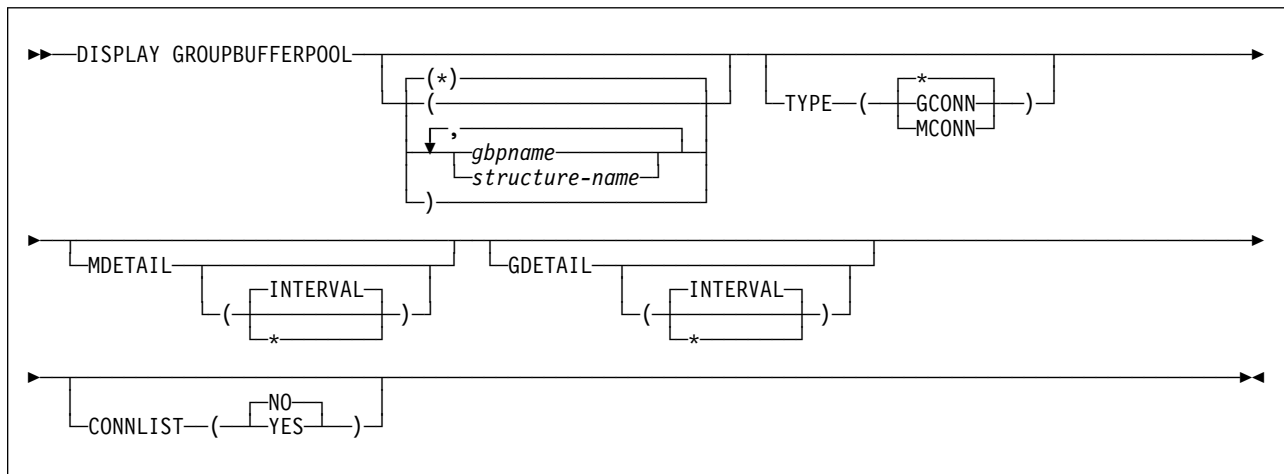 DISPLAY GROUPBUFFERPOOL
(*)
(
,
gbpname
structure-name
)
TYPE ( * )
GCONN
MCONN
MDETAIL
( INTERVAL )
*
GDETAIL
( INTERVAL )
*
CONNLIST ( NO )
YES